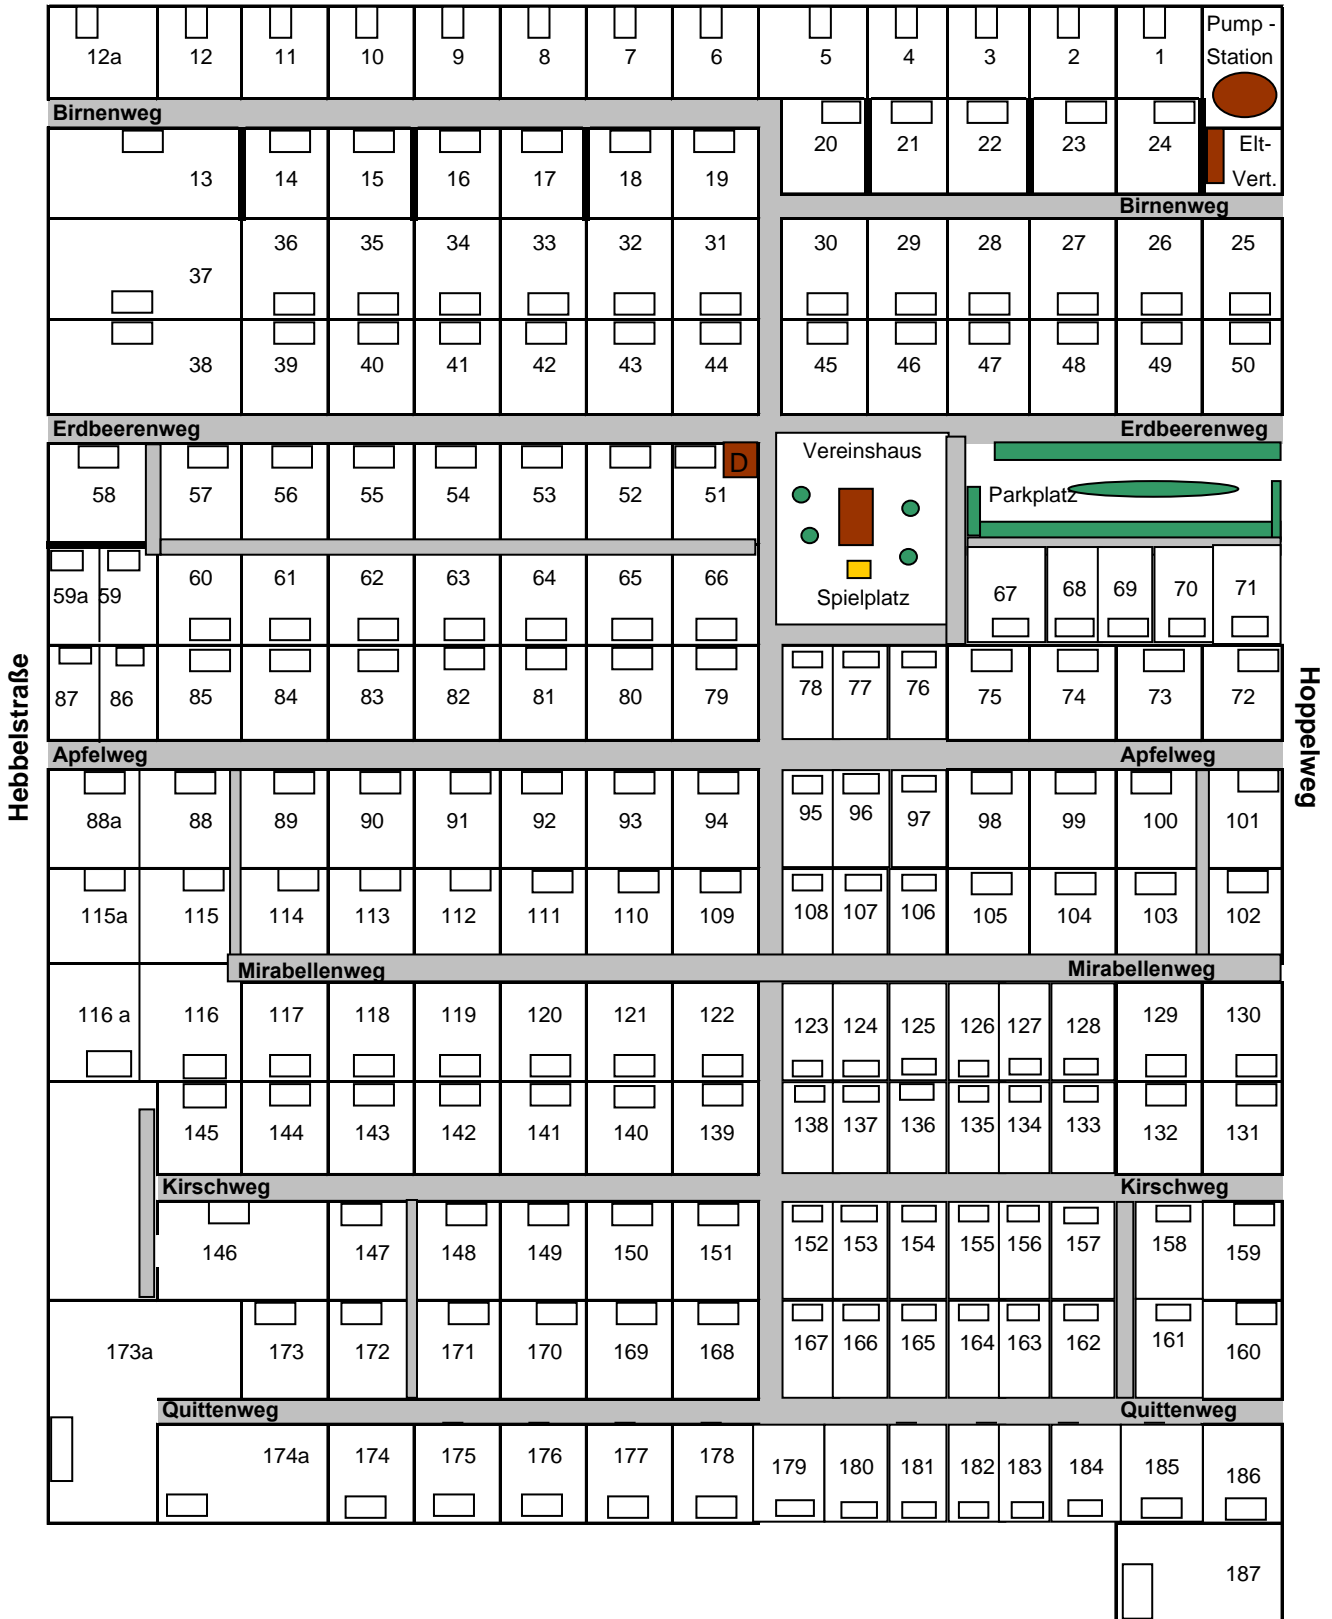 12a 12 11 10 9 8 7 6 5 4 3 2 1 Pump -
Station
Birnenweg
20 21 22 23 24 Elt-
Vert.
13 14 15 16 17 18 19
Birnenweg
36 35 34 33 32 31 30 29 28 27 26 25
37
38 39 40 41 42 43 44 45 46 47 48 49 50
Erdbeerenweg Erdbeerenweg
Vereinshaus
D
58 57 56 55 54 53 52 51 Parkplatz
59a 59 60 61 62 63 64 65 66 Spielplatz 67 68 69 70 71
87 86 85 84 83 82 81 80 79 78 77 76 75 74 73 72
Hebbelstraße
Hoppelweg
Apfelweg Apfelweg
88a 88 89 90 91 92 93 94 95 96 97 98 99 100 101
115a 115 114 113 112 111 110 109 108 107 106 105 104 103 102
Mirabellenweg Mirabellenweg
116 a 116 117 118 119 120 121 122 123 124 125 126 127 128 129 130
145 144 143 142 141 140 139 138 137 136 135 134 133 132 131
Kirschweg Kirschweg
146 147 148 149 150 151 152 153 154 155 156 157 158 159
173a 173 172 171 170 169 168 167 166 165 164 163 162 161 160
Quittenweg Quittenweg
174a 174 175 176 177 178 179 180 181 182 183 184 185 186
187